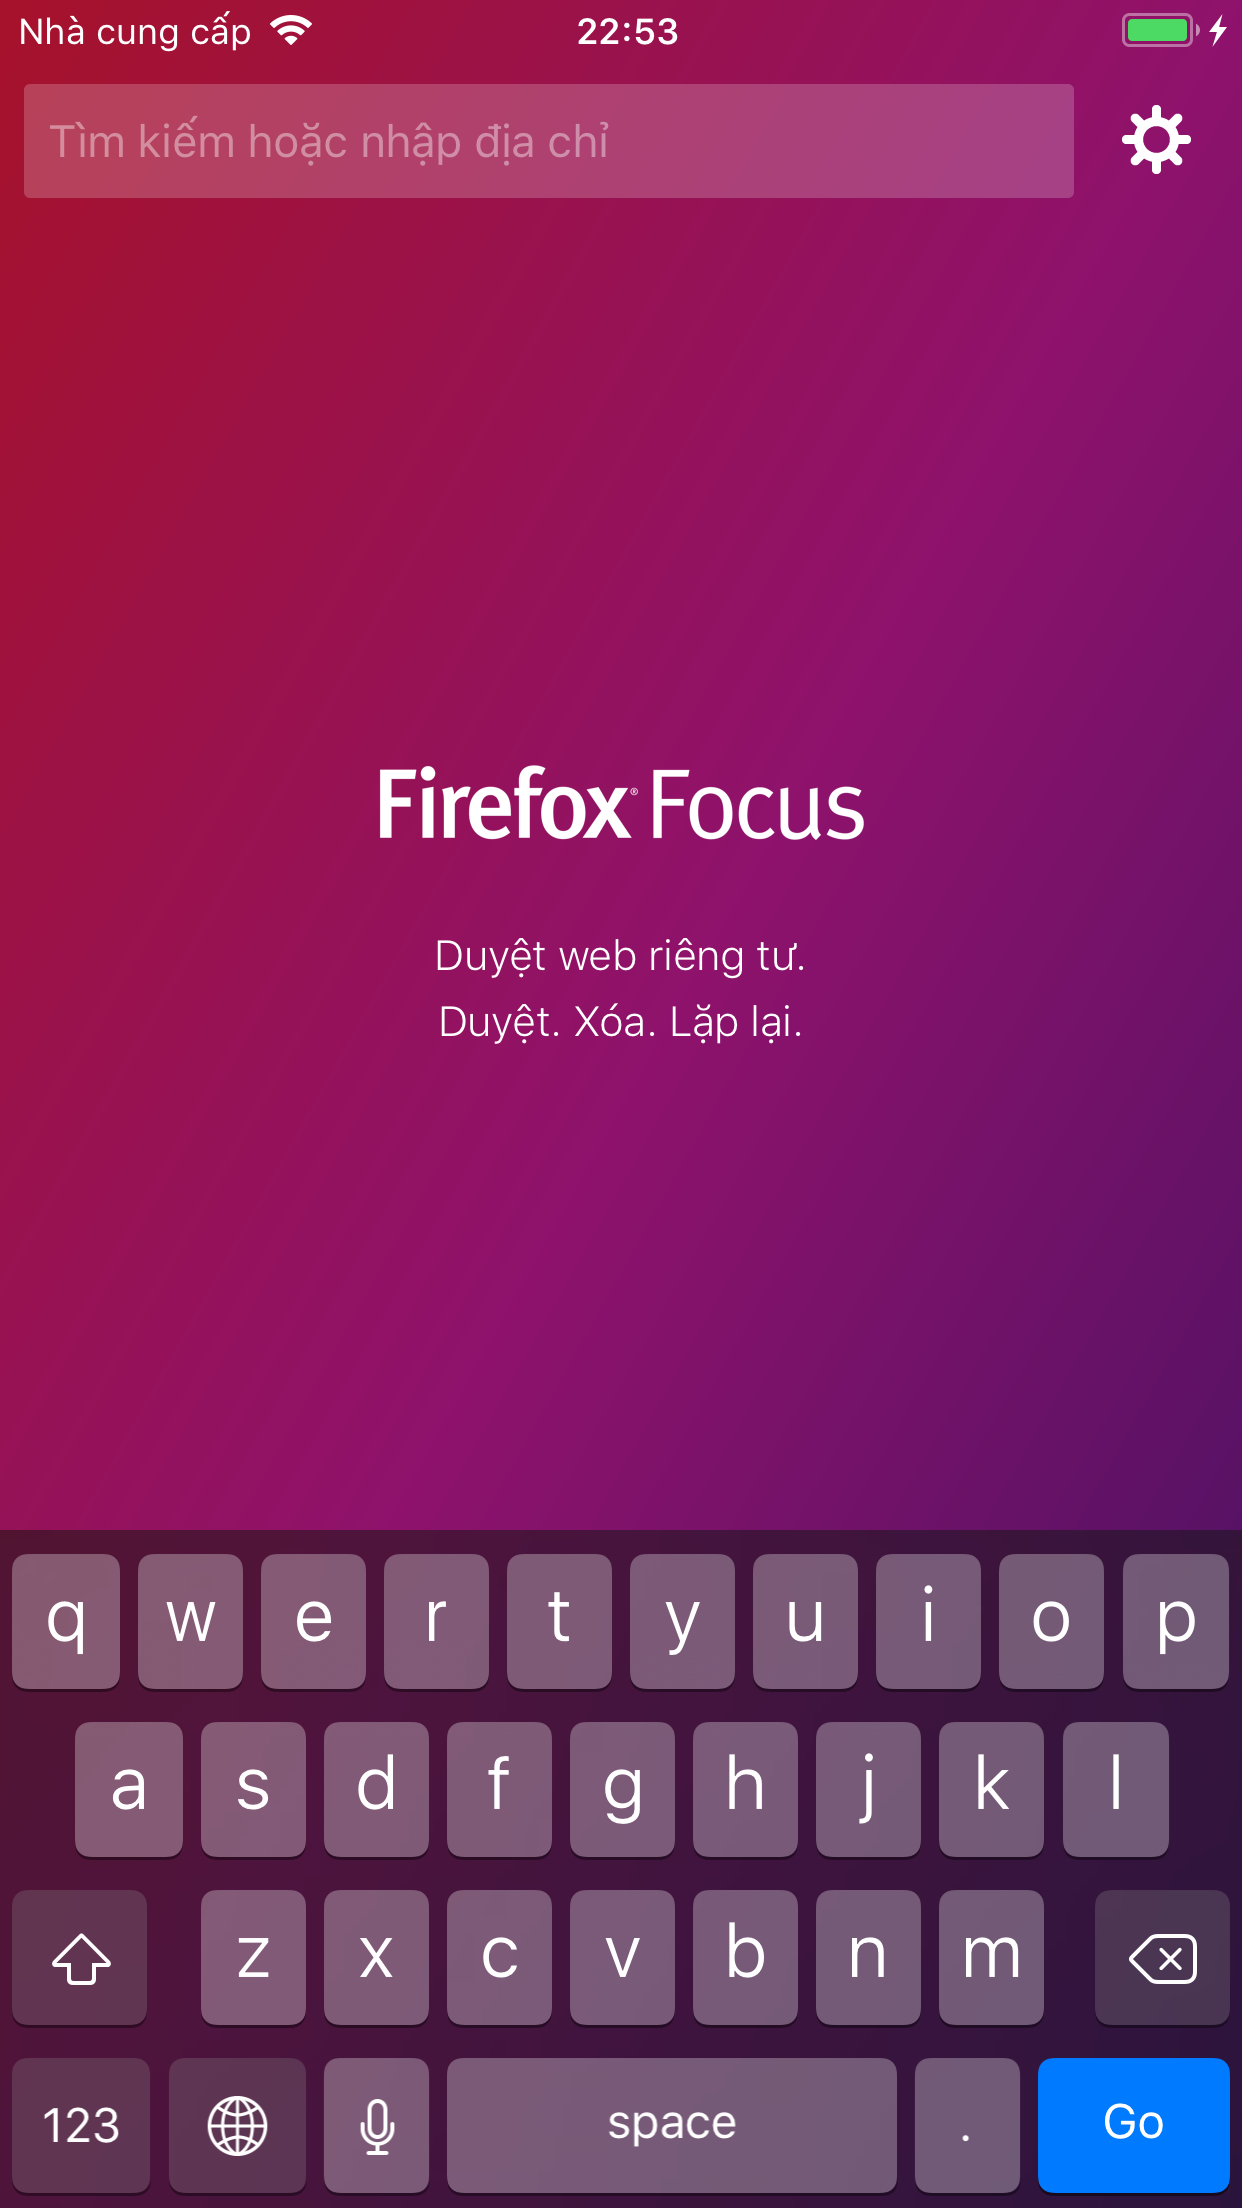 Nhà cung cấp 22:53
Tìm kiếm hoặc nhập địa chỉ
Firefox® Focus
Duyệt web riêng tư.
Duyệt. Xóa. Lặp lại.
q w e r t y u i o p
a s d f g h j k l
z x c v b n m
123 space . Go